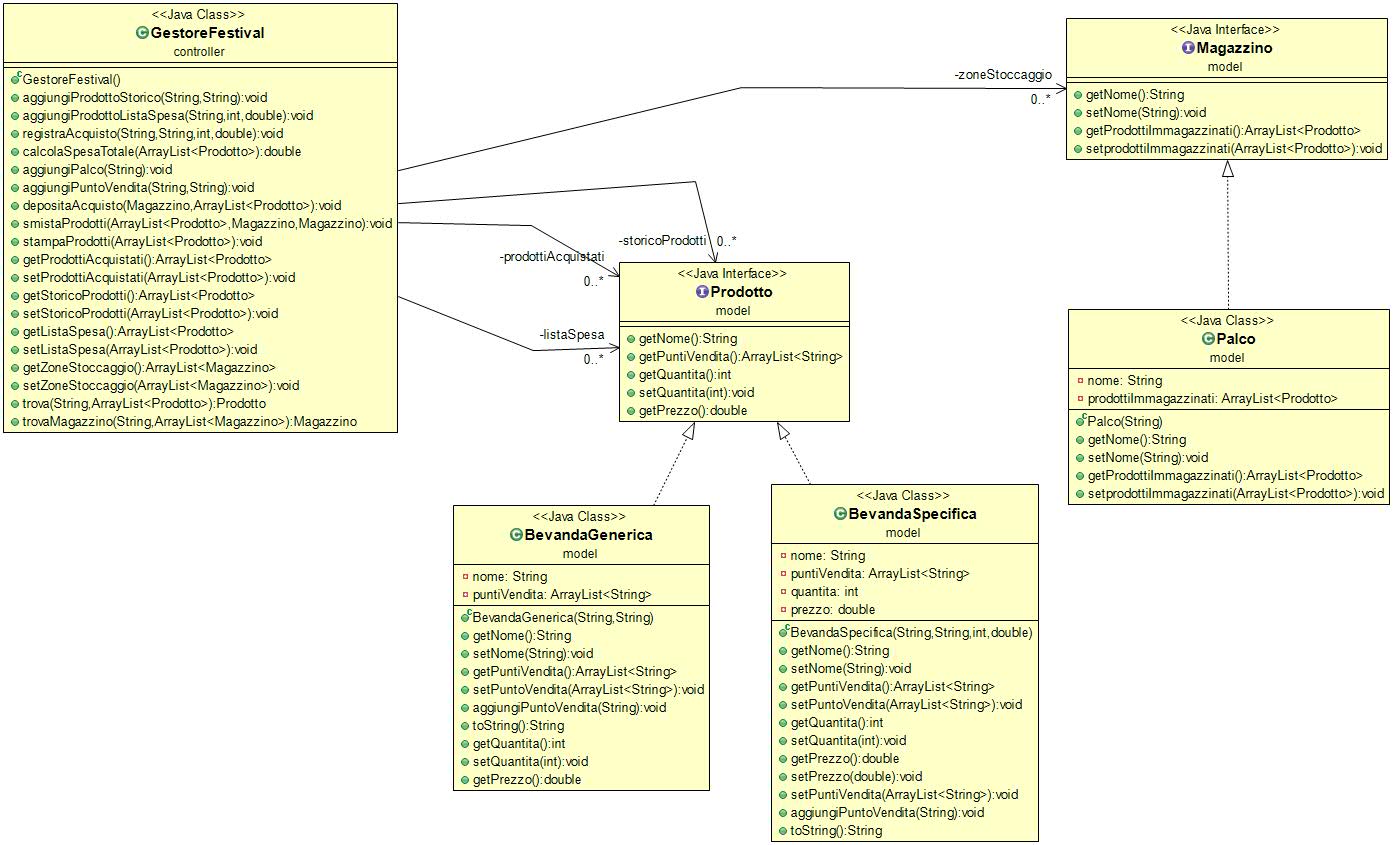 <<Java Class>>
GestoreFestival
controller
GestoreFestival()
aggiungiProdottoStorico(String,String):void
aggiungiProdottoListaSpesa(String,int,double):void
registraAcquisto(String,String,int,double):void
calcolaSpesaTotale(ArrayList<Prodotto>):double
aggiungiPalco(String):void
aggiungiPuntoVendita(String,String):void
depositaAcquisto(Magazzino,ArrayList<Prodotto>):void
smistaProdotti(ArrayList<Prodotto>,Magazzino,Magazzino):void
stampaProdotti(ArrayList<Prodotto>):void
getProdottiAcquistati():ArrayList<Prodotto>
setProdottiAcquistati(ArrayList<Prodotto>):void
getStoricoProdotti():ArrayList<Prodotto>
setStoricoProdotti(ArrayList<Prodotto>):void
getListaSpesa():ArrayList<Prodotto>
setListaSpesa(ArrayList<Prodotto>):void
getZoneStoccaggio():ArrayList<Magazzino>
setZoneStoccaggio(ArrayList<Magazzino>):void
trova(String,ArrayList<Prodotto>):Prodotto
trovaMagazzino(String,ArrayList<Magazzino>):Magazzino
-zoneStoccaggio
0..*
-storicoProdotti
0..*
-prodottiAcquistati
0..*
-listaSpesa
0..*
<<Java Interface>>
Magazzino
model
getNome():String
setNome(String):void
getProdottiImmagazzinati():ArrayList<Prodotto>
setprodottiImmagazzinati(ArrayList<Prodotto>):void
<<Java Interface>>
Prodotto
model
getNome():String
getPuntiVendita():ArrayList<String>
getQuantita():int
setQuantita(int):void
getPrezzo():double
<<Java Class>>
Palco
model
nome: String
prodottiImmagazzinati: ArrayList<Prodotto>
Palco(String)
getNome():String
setNome(String):void
getProdottiImmagazzinati():ArrayList<Prodotto>
setprodottiImmagazzinati(ArrayList<Prodotto>):void
<<Java Class>>
BevandaGenerica
model
nome: String
puntiVendita: ArrayList<String>
BevandaGenerica(String,String)
getNome():String
setNome(String):void
getPuntiVendita():ArrayList<String>
setPuntoVendita(ArrayList<String>):void
aggiungiPuntoVendita(String):void
toString():String
getQuantita():int
setQuantita(int):void
getPrezzo():double
<<Java Class>>
BevandaSpecifica
model
nome: String
puntiVendita: ArrayList<String>
quantita: int
prezzo: double
BevandaSpecifica(String,String,int,double)
getNome():String
setNome(String):void
getPuntiVendita():ArrayList<String>
setPuntoVendita(ArrayList<String>):void
getQuantita():int
setQuantita(int):void
getPrezzo():double
setPrezzo(double):void
setPuntiVendita(ArrayList<String>):void
aggiungiPuntoVendita(String):void
toString():String